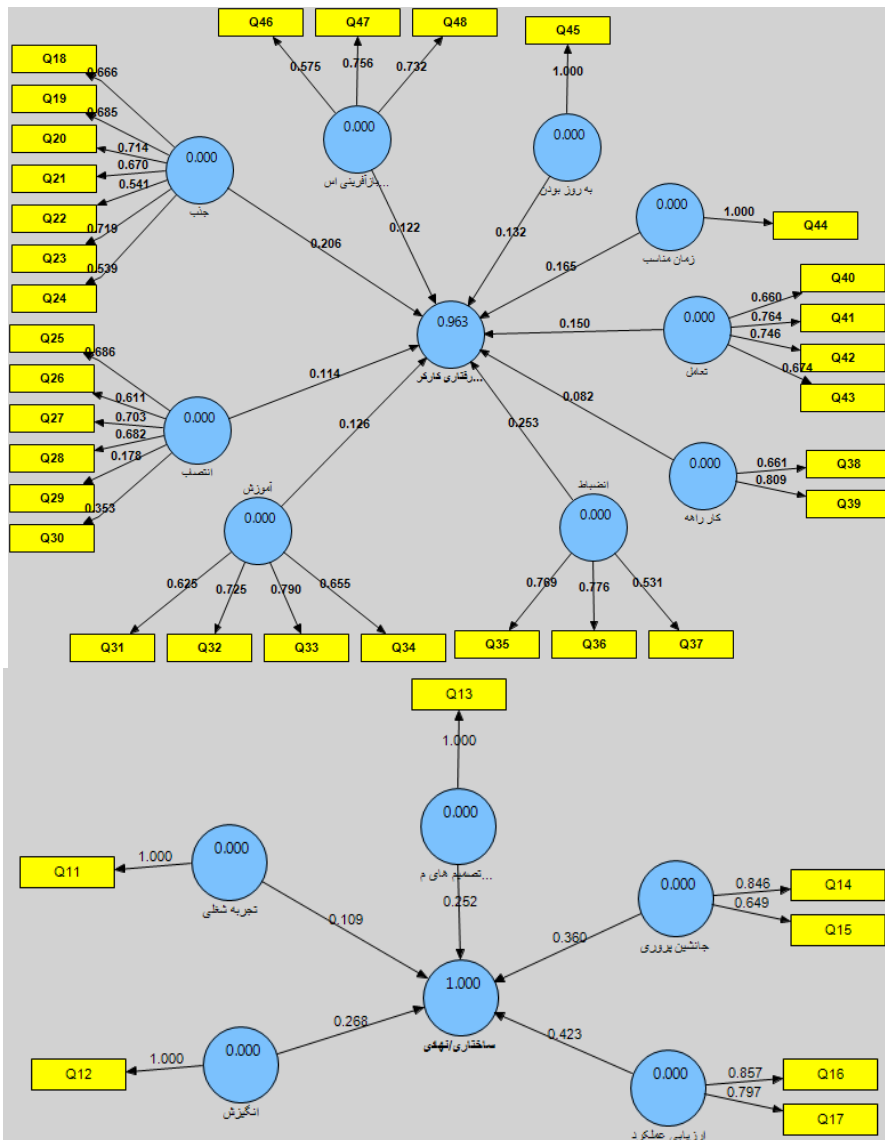 Q46
Q47
Q48
Q45
0.575
0.756
0.732
1.000
Q18
Q19
Q20
Q21
Q22
Q23
Q24
0.666
0.685
0.714
0.670
0.541
0.719
0.539
0.000
جذب
0.206
0.000
بازآفرینی اس...
0.122
0.000
به روز بودن
0.132
0.000
زمان مناسب
1.000
Q44
0.165
0.963
رفتاری کارکر...
0.000
تعامل
0.150
0.660
0.764
0.746
0.674
Q40
Q41
Q42
Q43
Q25
Q26
Q27
Q28
Q29
Q30
0.686
0.611
0.703
0.682
0.178
0.353
0.000
انتصاب
0.114
آموزش
0.000
0.126
0.625
0.725
0.790
0.655
Q31
Q32
Q33
Q34
انضباط
0.000
0.253
0.769
0.776
0.531
Q35
Q36
Q37
0.000
کار راهه
0.082
0.661
0.809
Q38
Q39
Q13
1.000
0.000
تصمیم های م...
0.252
Q11
1.000
0.000
تجربه شغلی
0.109
0.000
جانشین پروری
0.360
0.846
0.649
Q14
Q15
1.000
ساختاری/نهادی
Q12
1.000
0.000
انگیزش
0.268
0.000
ارزیابی عملکرد
0.423
0.857
0.797
Q16
Q17